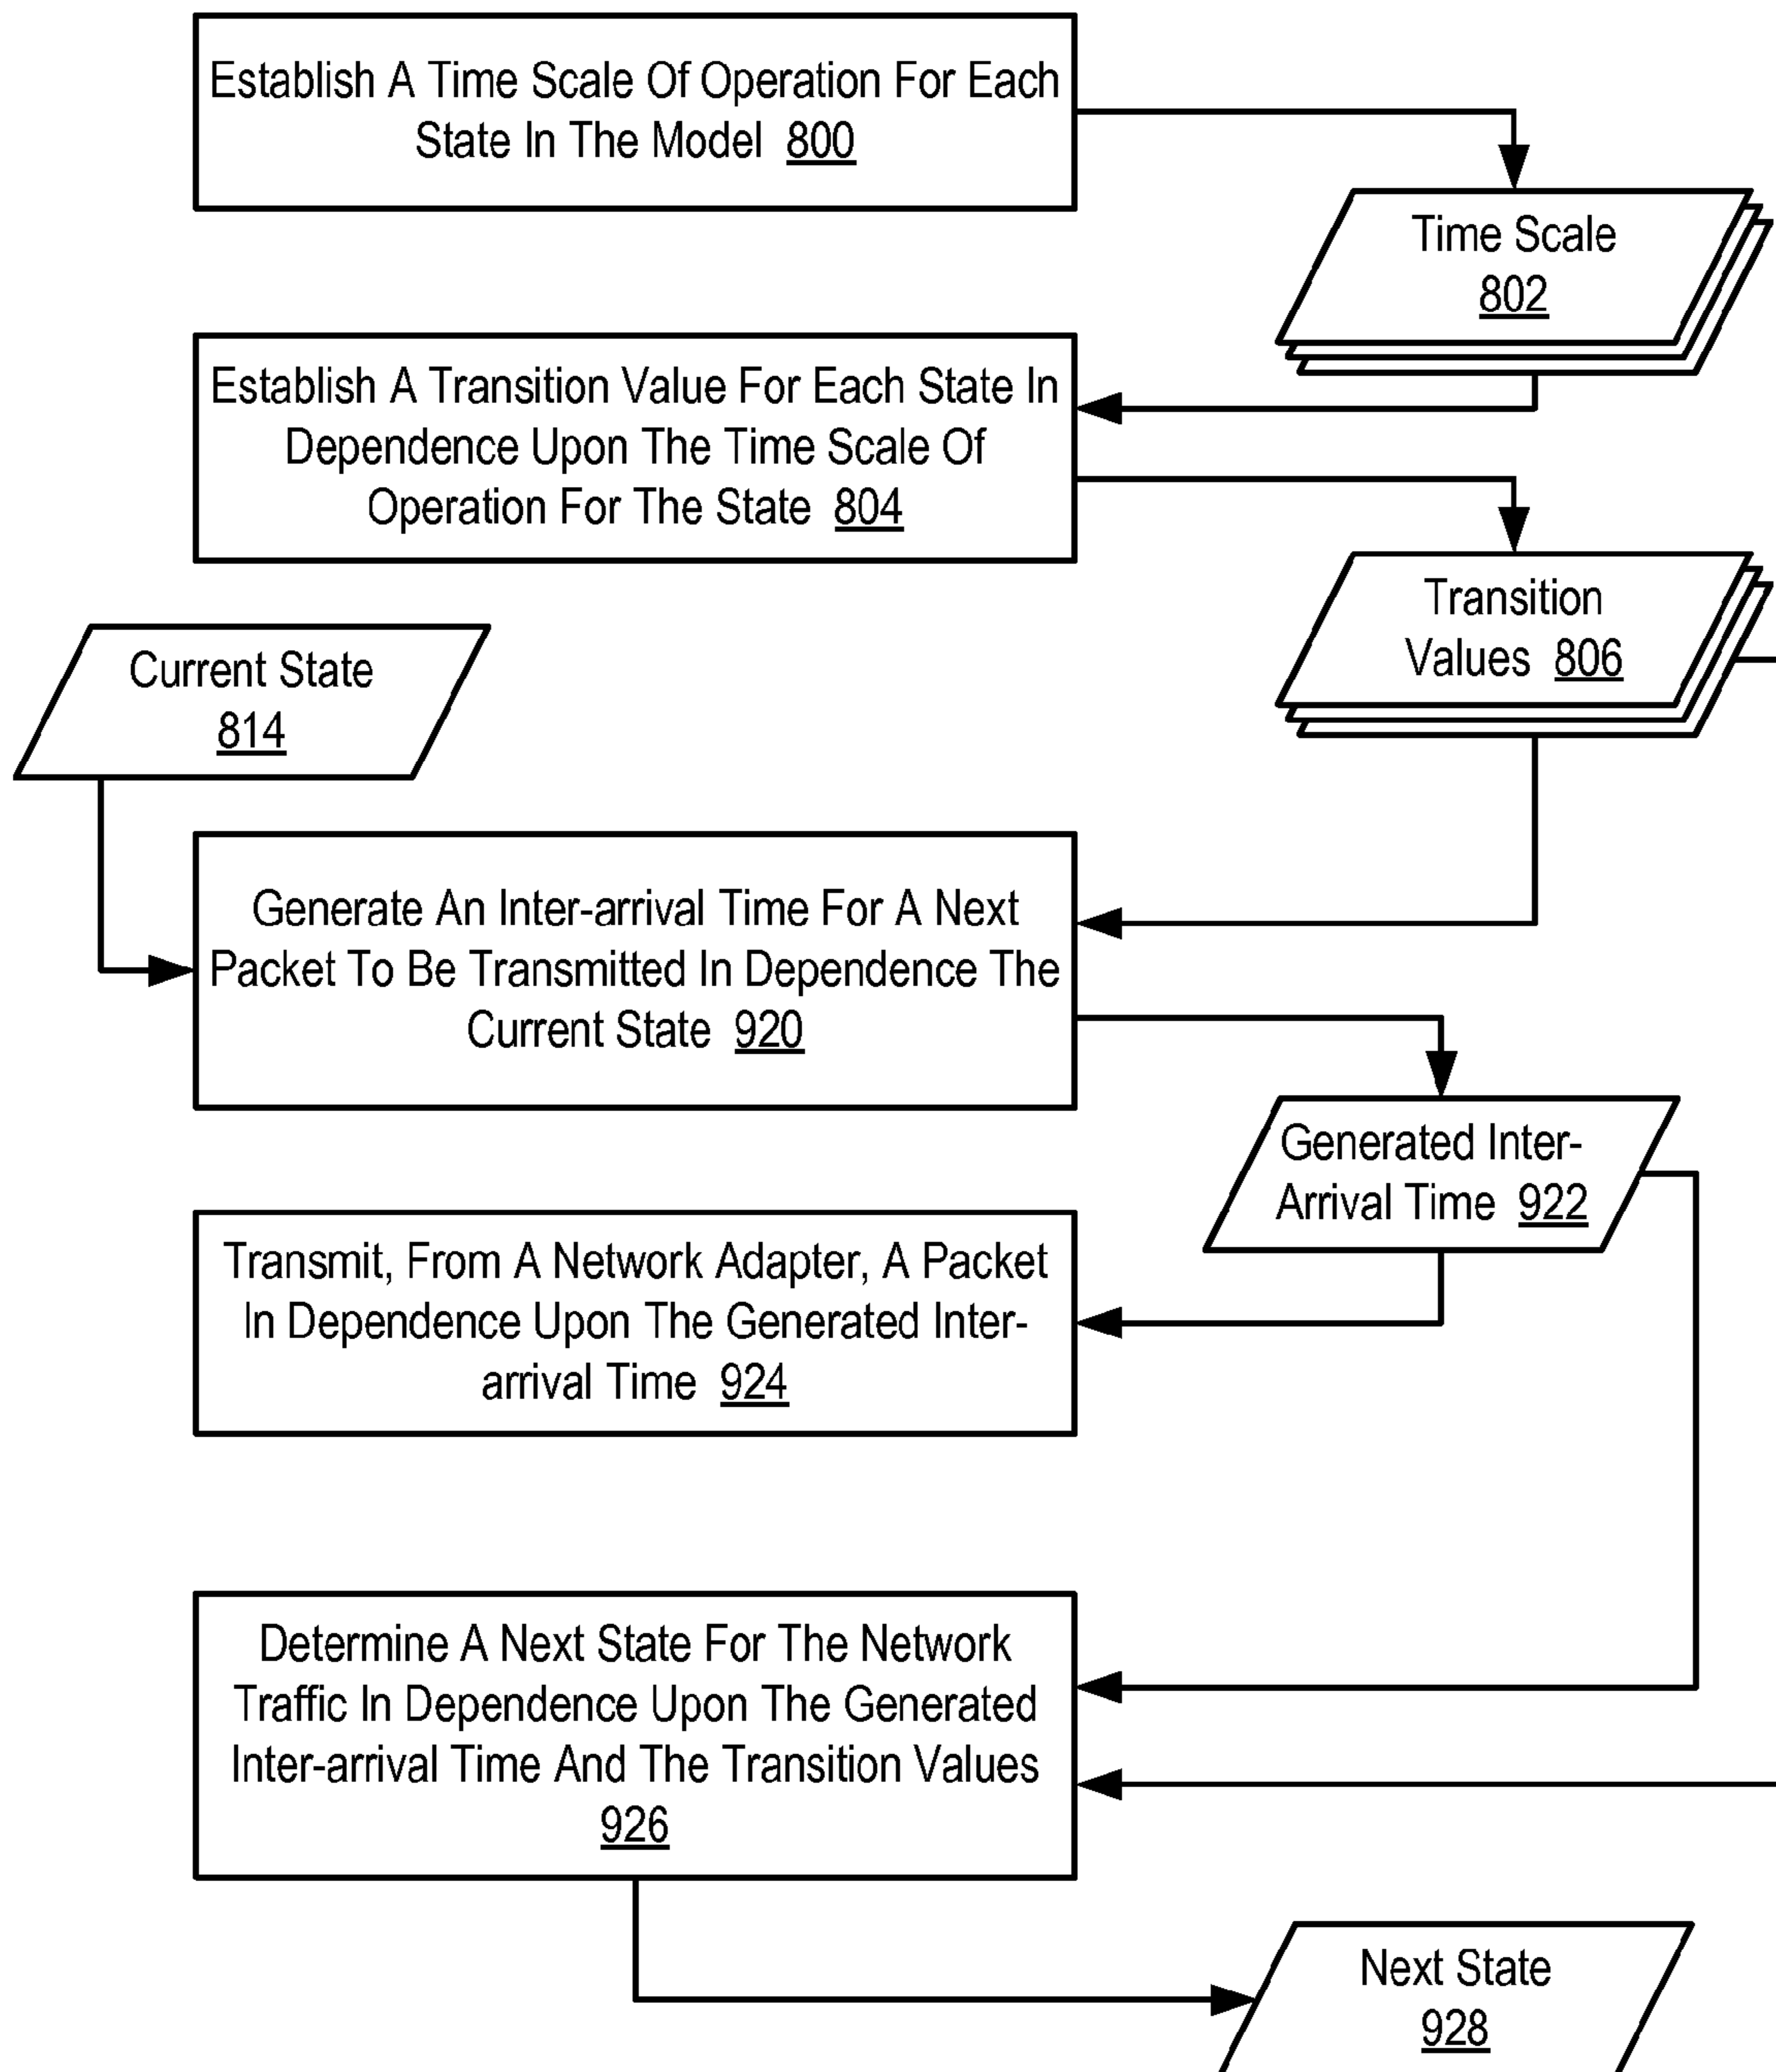 Establish A Time Scale Of Operation For Each
State In The Model 800
Time Scale
802
Establish A Transition Value For Each State In
Dependence Upon The Time Scale Of
Operation For The State 804
Transition
Values 806
Current State
814
Generate An Inter-arrival Time For A Next
Packet To Be Transmitted In Dependence The
Current State 920
Generated Inter-
Arrival Time 922
Transmit, From A Network Adapter, A Packet
In Dependence Upon The Generated Inter-
arrival Time 924
Determine A Next State For The Network
Traffic In Dependence Upon The Generated
Inter-arrival Time And The Transition Values
926
Next State
928